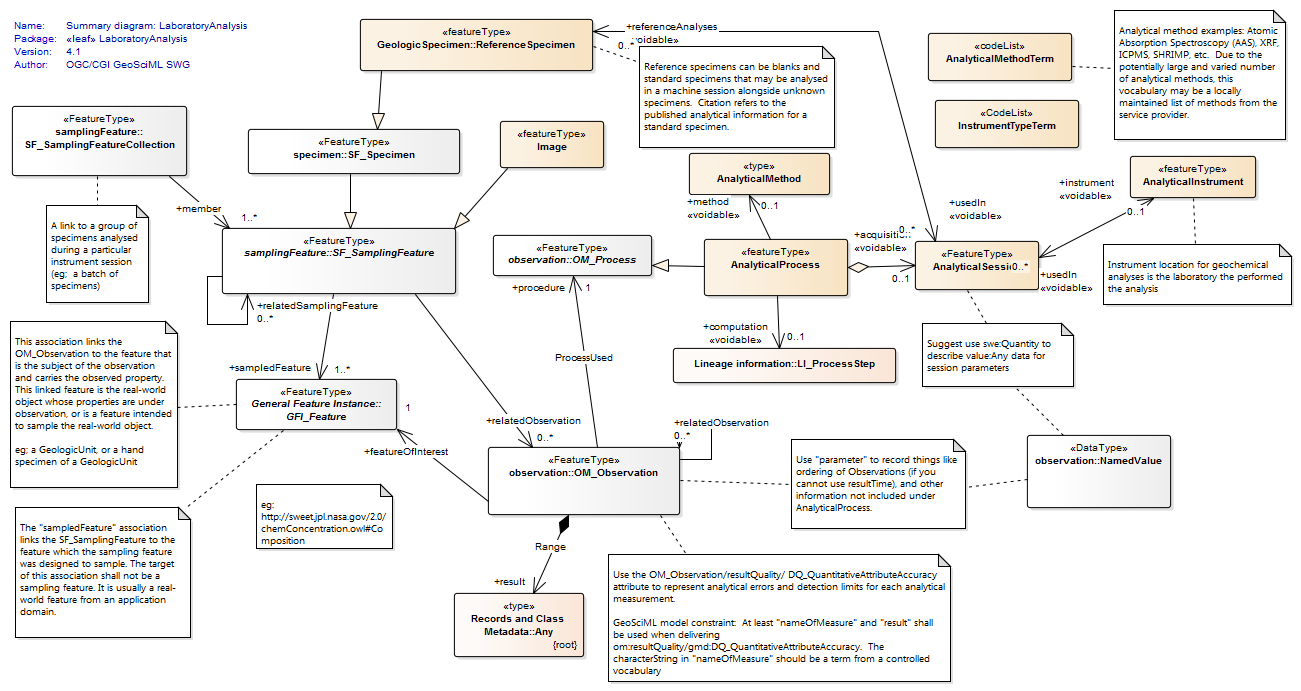 Name: Summary diagram: LaboratoryAnalysis
Package: «leaf» LaboratoryAnalysis
Version: 4.1
Author: OGC/CGI GeoSciML SWG
«featureType»
GeologicSpecimen::ReferenceSpecimen
+referenceAnalyses
0..*
Reference specimens can be blanks and
standard specimens that may be analysed
in a machine session alongside unknown
specimens.  Citation refers to the
published analytical information for a
standard specimen.
«codeList»
AnalyticalMethodTerm
Analytical method examples: Atomic
Absorption Spectroscopy (AAS), XRF,
ICPMS, SHRIMP, etc.  Due to the
potentially large and varied number
of analytical methods, this
vocabulary may be a locally
maintained list of methods from the
service provider.
«CodeList»
InstrumentTypeTerm
«FeatureType»
samplingFeature::
SF_SamplingFeatureCollection
«FeatureType»
specimen::SF_Specimen
«featureType»
Image
«type»
AnalyticalMethod
«featureType»
AnalyticalInstrument
+member
1..*
A link to a group of
specimens analysed
during a particular
instrument session
(eg;  a batch of
specimens)
+method
«voidable»
0..1
+instrument
«voidable»
0..1
+usedIn
«voidable»
0..*
«FeatureType»
samplingFeature::SF_SamplingFeature
«FeatureType»
observation::OM_Process
«featureType»
AnalyticalProcess
«voidable»
0..1
«FeatureType»
0..*
+usedIn
«voidable»
Instrument location for geochemical
analyses is the laboratory the performed
the analysis
+relatedSamplingFeature
0..*
+procedure
1
+computation
«voidable»
0..1
Lineage information::LI_ProcessStep
Suggest use swe:Quantity to
describe value:Any data for
session parameters
This association links the
OM_Observation to the feature that
is the subject of the observation
and carries the observed property.
This linked feature is the real-world
object whose properties are under
observation, or is a feature intended
to sample the real-world object.
eg; a GeologicUnit, or a hand
specimen of a GeologicUnit
+sampledFeature
1..*
ProcessUsed
«FeatureType»
General Feature Instance::
GFI_Feature
1
+relatedObservation
0..*
+relatedObservation
0..*
+featureOfInterest
«FeatureType»
observation::OM_Observation
Use "parameter" to record things like
ordering of Observations (if you
cannot use resultTime), and other
information not included under
AnalyticalProcess.
«DataType»
observation::NamedValue
eg:
http://sweet.jpl.nasa.gov/2.0/
chemConcentration.owl#Co
mposition
The "sampledFeature" association
links the SF_SamplingFeature to the
feature which the sampling feature
was designed to sample. The target
of this association shall not be a
sampling feature. It is usually a real-
world feature from an application
domain.
Range
+result
«type»
Records and Class
Metadata::Any
{root}
Use the OM_Observation/resultQuality/ DQ_QuantitativeAttributeAccuracy
attribute to represent analytical errors and detection limits for each analytical
measurement.
GeoSciML model constraint:  At least "nameOfMeasure" and "result" shall
be used when delivering
om:resultQuality/gmd:DQ_QuantitativeAttributeAccuracy.  The
characterString in "nameOfMeasure" should be a term from a controlled
vocabulary